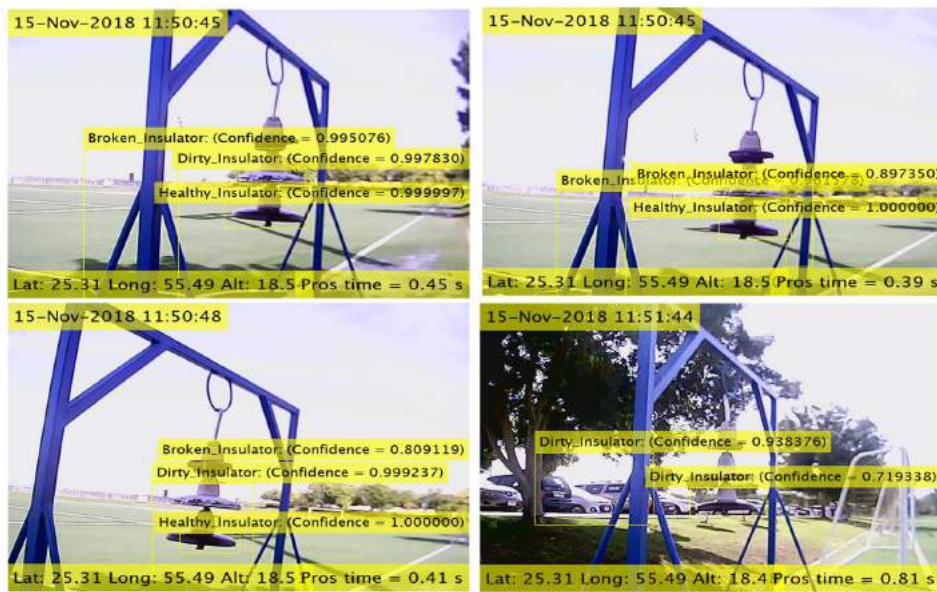 15-Nov-2018 11:50:45
Broken_Insulator: (Confidence = 0.995076)
Dirty_Insulator: (Confidence = 0.997830)
Healthy_Insulator: (Confidence = 0.999997)
Lat: 25.31 Long: 55.49 Alt: 18.5 Pros time = 0.45 s
15-Nov-2018 11:50:45
Broken_Insulator: (Confidence = 0.897350)
Healthy_Insulator: (Confidence = 1.000000)
Lat: 25.31 Long: 55.49 Alt: 18.5 Pros time = 0.39 s
15-Nov-2018 11:50:48
Broken_Insulator: (Confidence = 0.809119)
Dirty_Insulator: (Confidence = 0.999237)
Healthy_Insulator: (Confidence = 1.000000)
Lat: 25.31 Long: 55.49 Alt: 18.5 Pros time = 0.41 s
15-Nov-2018 11:51:44
Dirty_Insulator: (Confidence = 0.938376)
Dirty_Insulator: (Confidence = 0.719338)
Lat: 25.31 Long: 55.49 Alt: 18.4 Pros time = 0.81 s